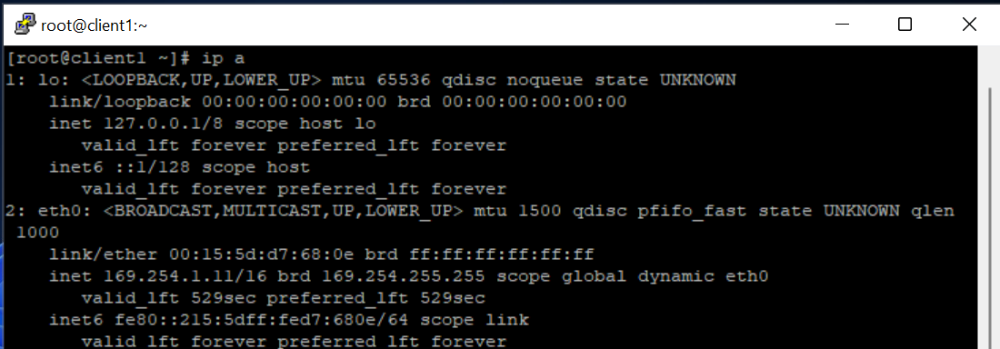 root@client1:~
[root@client1 ~]# ip a
1: lo: <LOOPBACK,UP,LOWER_UP> mtu 65536 qdisc noqueue state UNKNOWN
    link/loopback 00:00:00:00:00:00 brd 00:00:00:00:00:00
    inet 127.0.0.1/8 scope host lo
       valid_lft forever preferred_lft forever
    inet6 ::1/128 scope host
       valid_lft forever preferred_lft forever
2: eth0: <BROADCAST,MULTICAST,UP,LOWER_UP> mtu 1500 qdisc pfifo_fast state UNKNOWN qlen
 1000
    link/ether 00:15:5d:d7:68:0e brd ff:ff:ff:ff:ff:ff
    inet 169.254.1.11/16 brd 169.254.255.255 scope global dynamic eth0
       valid_lft 529sec preferred_lft 529sec
    inet6 fe80::215:5dff:fed7:680e/64 scope link
       valid_lft forever preferred_lft forever